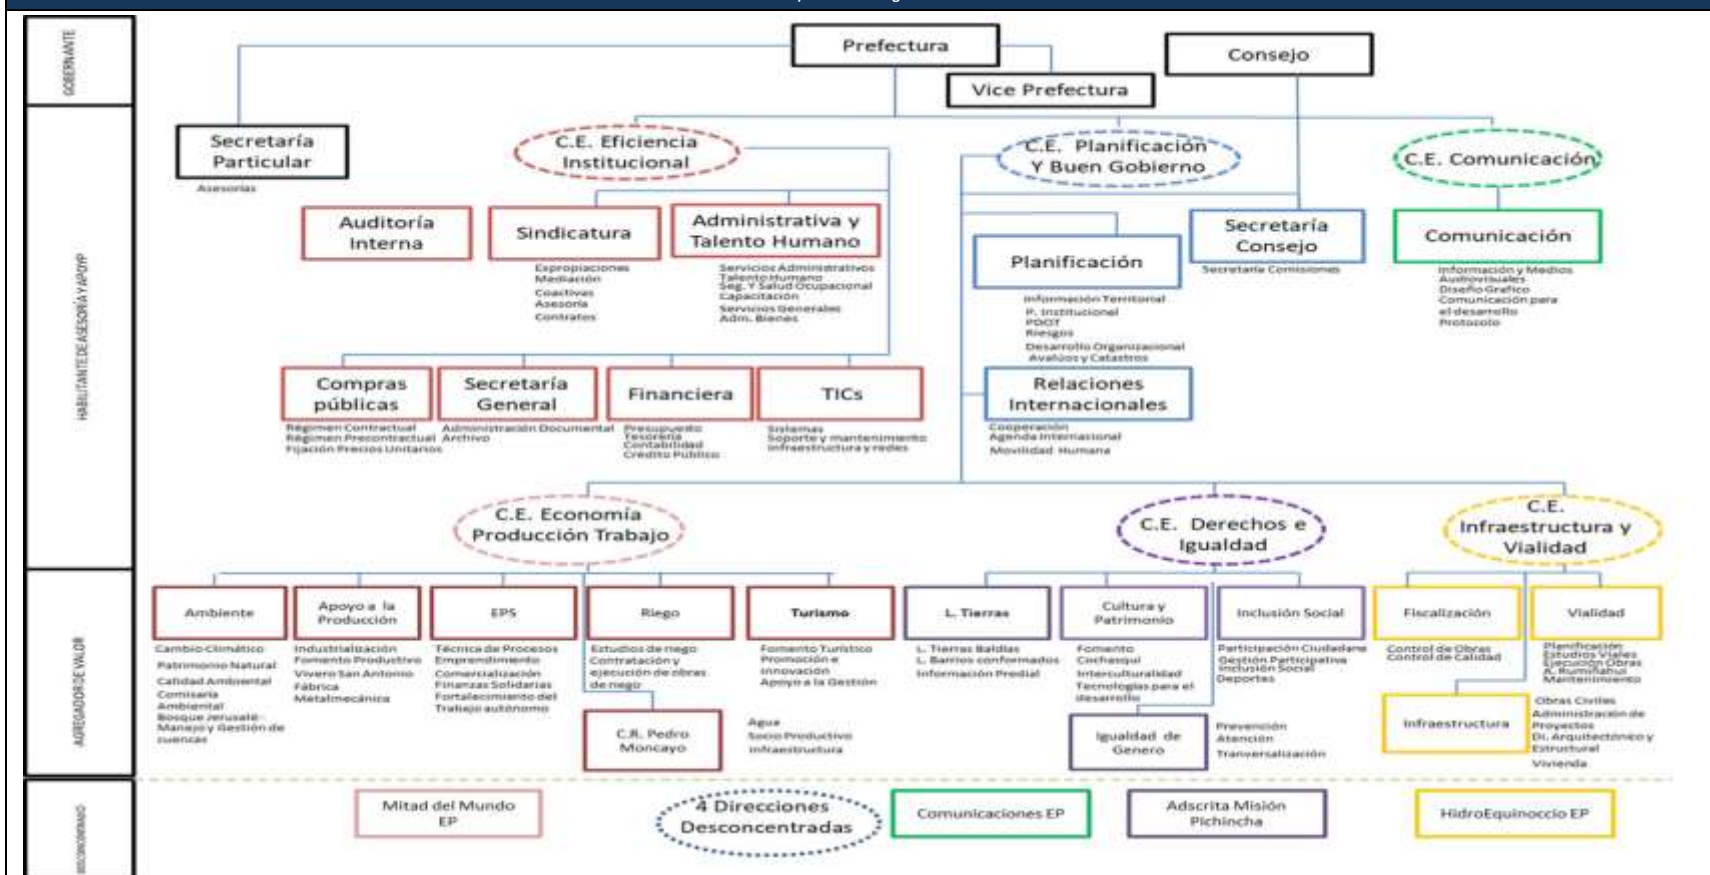 GOBERNANTE
Prefectura
Consejo
Vice Prefectura
HABILITANTE DE ASESORÍA Y APOYP
Secretaría
Particular
Asesorías
C.E. Eficiencia
Institucional
C.E. Planificación
Y Buen Gobierno
C.E. Comunicación
Auditoría
Interna
Sindicatura
Expropiaciones
Mediación
Coactivas
Asesoría
Contratos
Administrativa y
Talento Humano
Servicios Administrativos
Talento Humano
Seg. Y Salud Ocupacional
Capacitación
Servicios Generales
Adm. Bienes
Planificación
Información Territorial
P. Institucional
PDOT
Riesgos
Desarrollo Organizacional
Avalúos y Catastros
Secretaría
Consejo
Secretaría Comisiones
Comunicación
Información y Medios
Audiovisuales
Diseño Grafico
Comunicación para
el desarrollo
Protocolo
Compras
públicas
Régimen Contractual
Régimen Precontractual
Fijación Precios Unitarios
Secretaría
General
Administración Documental
Archivo
Financiera
Presupuesto
Tesorería
Contabilidad
Crédito Público
TICs
Sistemas
Soporte y mantenimiento
Infraestructura y redes
Relaciones
Internacionales
Cooperación
Agenda Internacional
Movilidad Humana
C.E. Economía
Producción Trabajo
C.E. Derechos e
Igualdad
C.E.
Infraestructura y
Vialidad
AGREGADOR DE VALOR
Ambiente
Cambio Climático
Patrimonio Natural
Calidad Ambiental
Comisaría
Ambiental
Bosque Jerusalé-
Manejo y Gestión de
cuencas
Apoyo a la
Producción
Industrialización
Fomento Productivo
Vivero San Antonio
Fábrica
Metalmecánica
EPS
Técnica de Procesos
Emprendimiento
Comercialización
Finanzas Solidarias
Fortalecimiento del
Trabajo autónomo
Riego
Estudios de riego
Contratación y
ejecución de obras
de riego
C.R. Pedro
Moncayo
Turismo
Fomento Turístico
Promoción e
innovación
Apoyo a la Gestión
Agua
Socio Productivo
Infraestructura
L. Tierras
L. Tierras Baldías
L. Barrios conformados
Información Predial
Cultura y
Patrimonio
Fomento
Cochasquí
Interculturalidad
Tecnologías para el
desarrollo
Igualdad de
Genero
Prevención
Atención
Tranversalización
Inclusión Social
Participación Ciudadana
Gestión Participativa
Inclusión Social
Deportes
Fiscalización
Control de Obras
Control de Calidad
Infraestructura
Obras Civiles
Administración de
Proyectos
Di. Arquitectónico y
Estructural
Vivienda
Vialidad
Planificación
Estudios Viales
Ejecución Obras
A. Rumiñahui
Mantenimiento
Mitad del Mundo
EP
4 Direcciones
Desconcentradas
Comunicaciones EP
Adscrita Misión
Pichincha
HidroEquinoccio EP